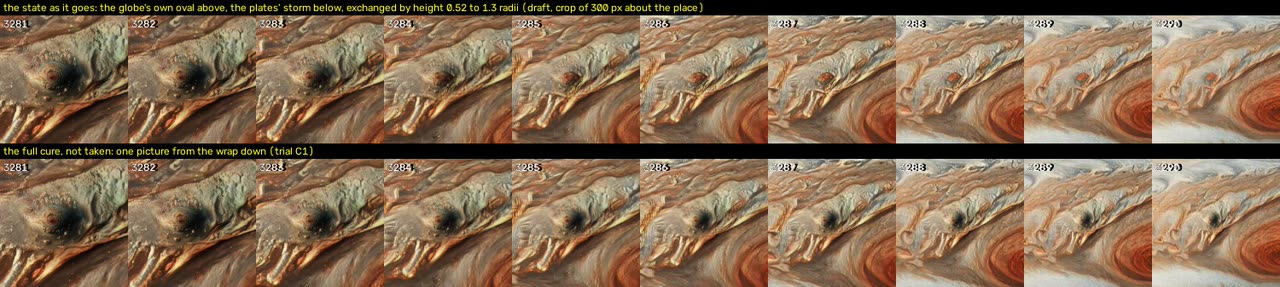 the state as it goes: the globe's own oval above, the plates' storm below, exchanged by height 0.52 to 1.3 radii (draft, crop of 300 px about the place)
3281 3282 3283 3284 3285 3286 3287 3288 3289 3290
the full cure, not taken: one picture from the wrap down (trial C1)
3281 3282 3283 3284 3285 3286 3287 3288 3289 3290